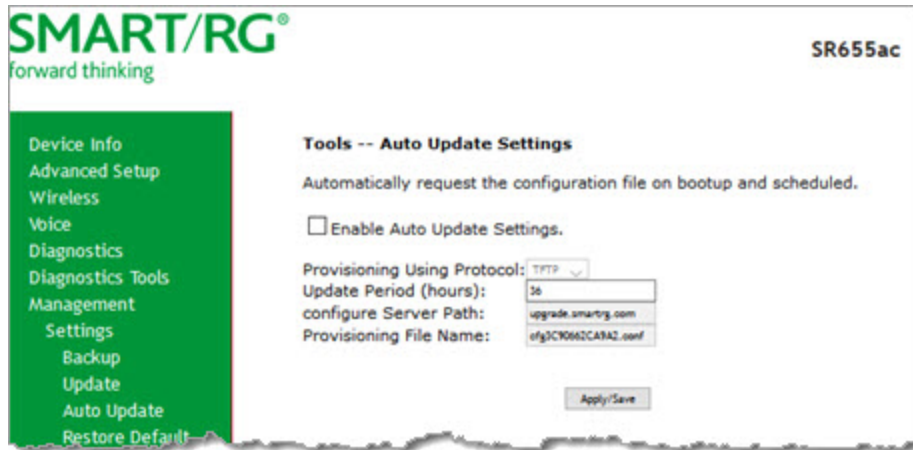 SMART/RG®
forward thinking
SR655ac
Device Info
Advanced Setup
Wireless
Voice
Diagnostics
Diagnostics Tools
Management
Settings
Backup
Update
Auto Update
Restore Default
Tools -- Auto Update Settings
Automatically request the configuration file on bootup and scheduled.
Enable Auto Update Settings.
Provisioning Using Protocol: TFTP
Update Period (hours): 36
configure Server Path: upgrade.smartrg.com
Provisioning File Name: cfg3C90662CA9A2.conf
Apply/Save